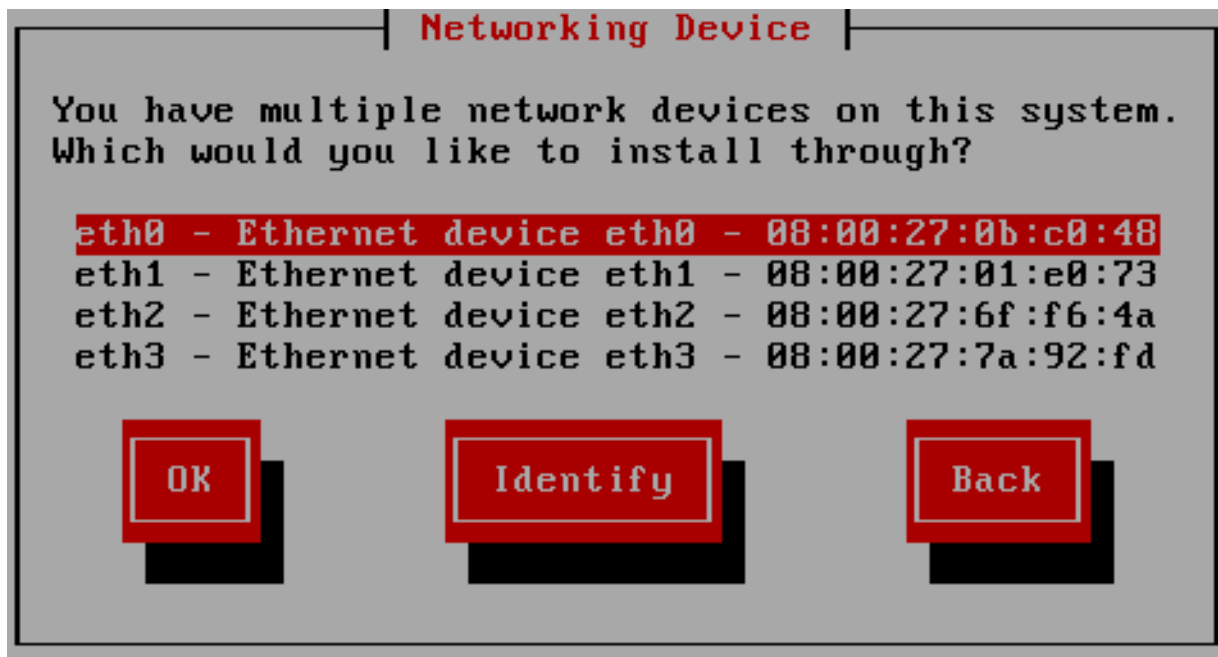 Networking Device
You have multiple network devices on this system.
Which would you like to install through?
eth0 - Ethernet device eth0 - 08:00:27:0b:c0:48
eth1 - Ethernet device eth1 - 08:00:27:01:e0:73
eth2 - Ethernet device eth2 - 08:00:27:6f:f6:4a
eth3 - Ethernet device eth3 - 08:00:27:7a:92:fd
OK Identify Back